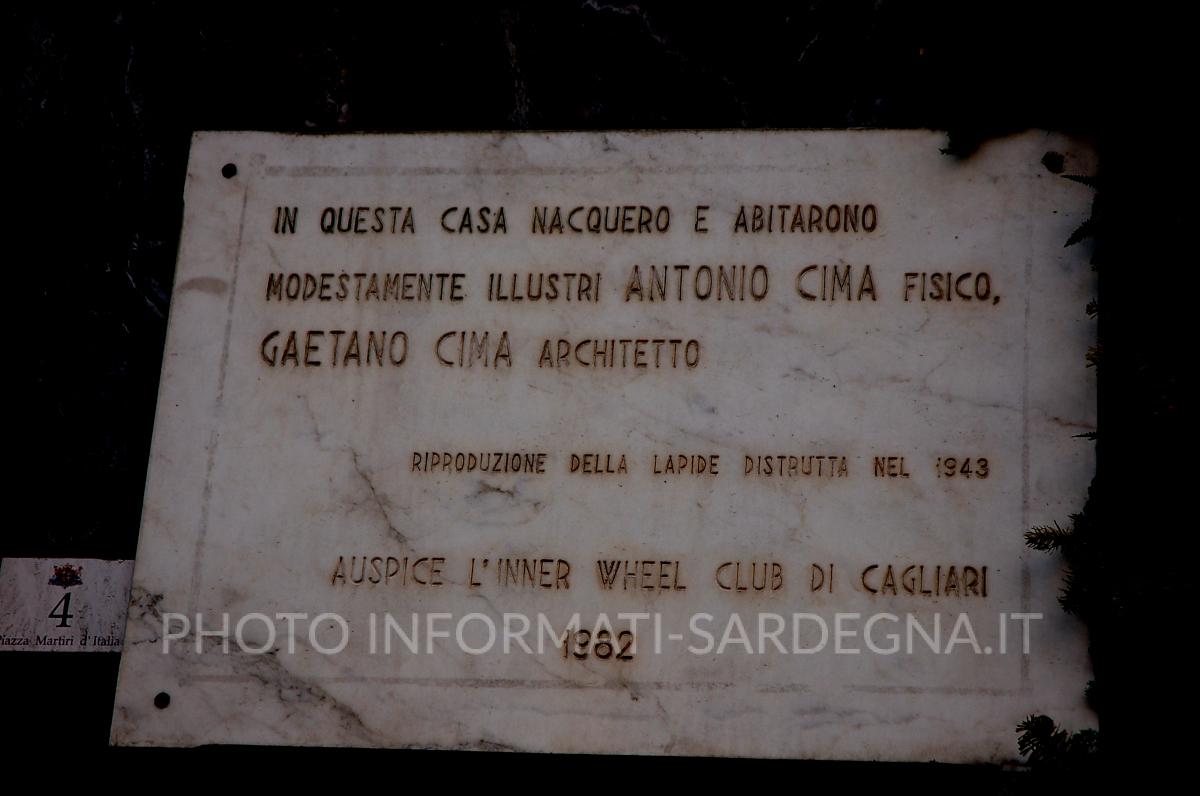 IN QUESTA CASA NACQUERO E ABITARONO
MODESTAMENTE ILLUSTRI ANTONIO CIMA FISICO,
GAETANO CIMA ARCHITETTO
RIPRODUZIONE DELLA LAPIDE DISTRUTTA NEL 1943
AUSPICE L'INNER WHEEL CLUB DI CAGLIARI
1982
4
Piazza Martiri d'Italia
PHOTO INFORMATI-SARDEGNA.IT